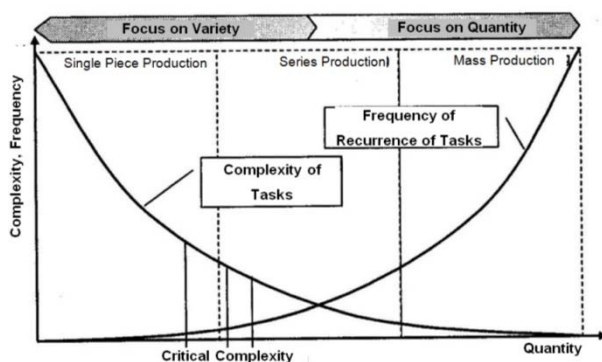 Focus on Variety
Focus on Quantity
Single Piece Production
Series Production
Mass Production
Frequency of
Recurrence of Tasks
Complexity of
Tasks
Complexity, Frequency
Critical Complexity
Quantity